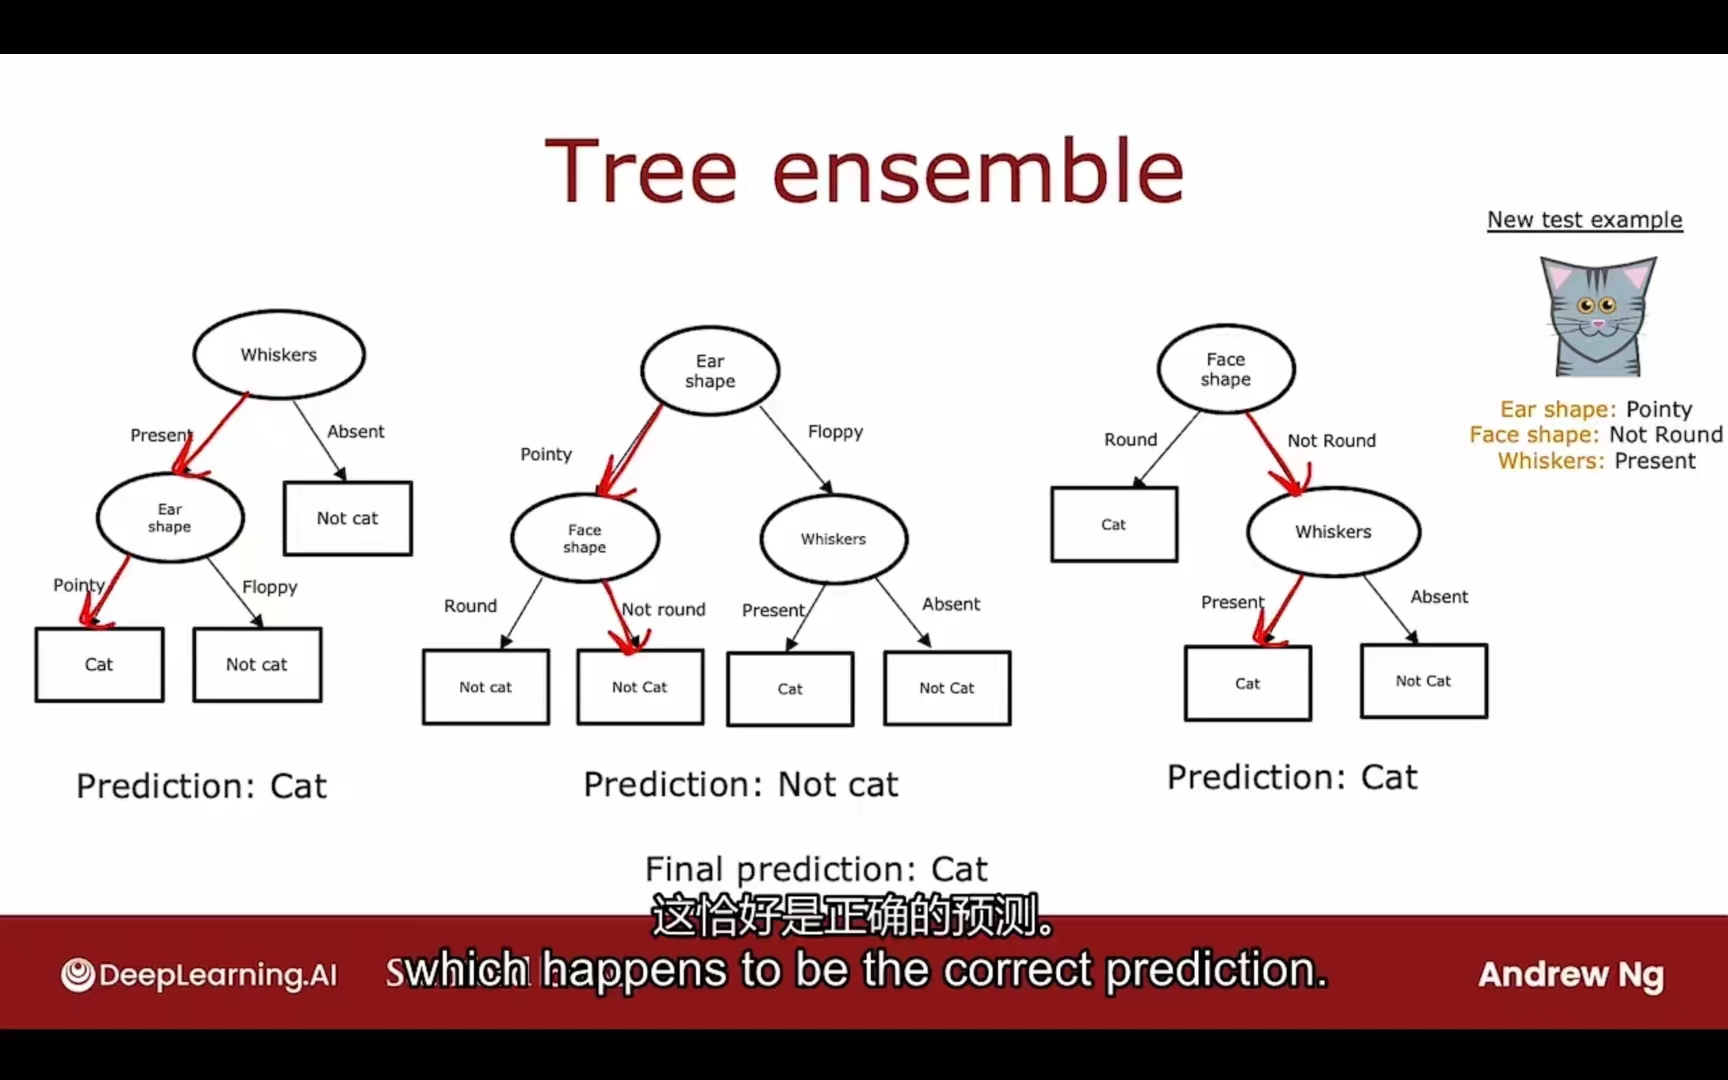 Tree ensemble
New test example
Ear shape: Pointy
Face shape: Not Round
Whiskers: Present
Whiskers
Present
Absent
Ear
shape
Not cat
Pointy
Floppy
Cat
Not cat
Prediction: Cat
Ear
shape
Pointy
Floppy
Face
shape
Whiskers
Round
Not round
Present
Absent
Not cat
Not Cat
Cat
Not Cat
Prediction: Not cat
Face
shape
Round
Not Round
Cat
Whiskers
Present
Absent
Cat
Not Cat
Prediction: Cat
Final prediction: Cat
这恰好是正确的预测。
which happens to be the correct prediction.
DeepLearning.AI
Andrew Ng